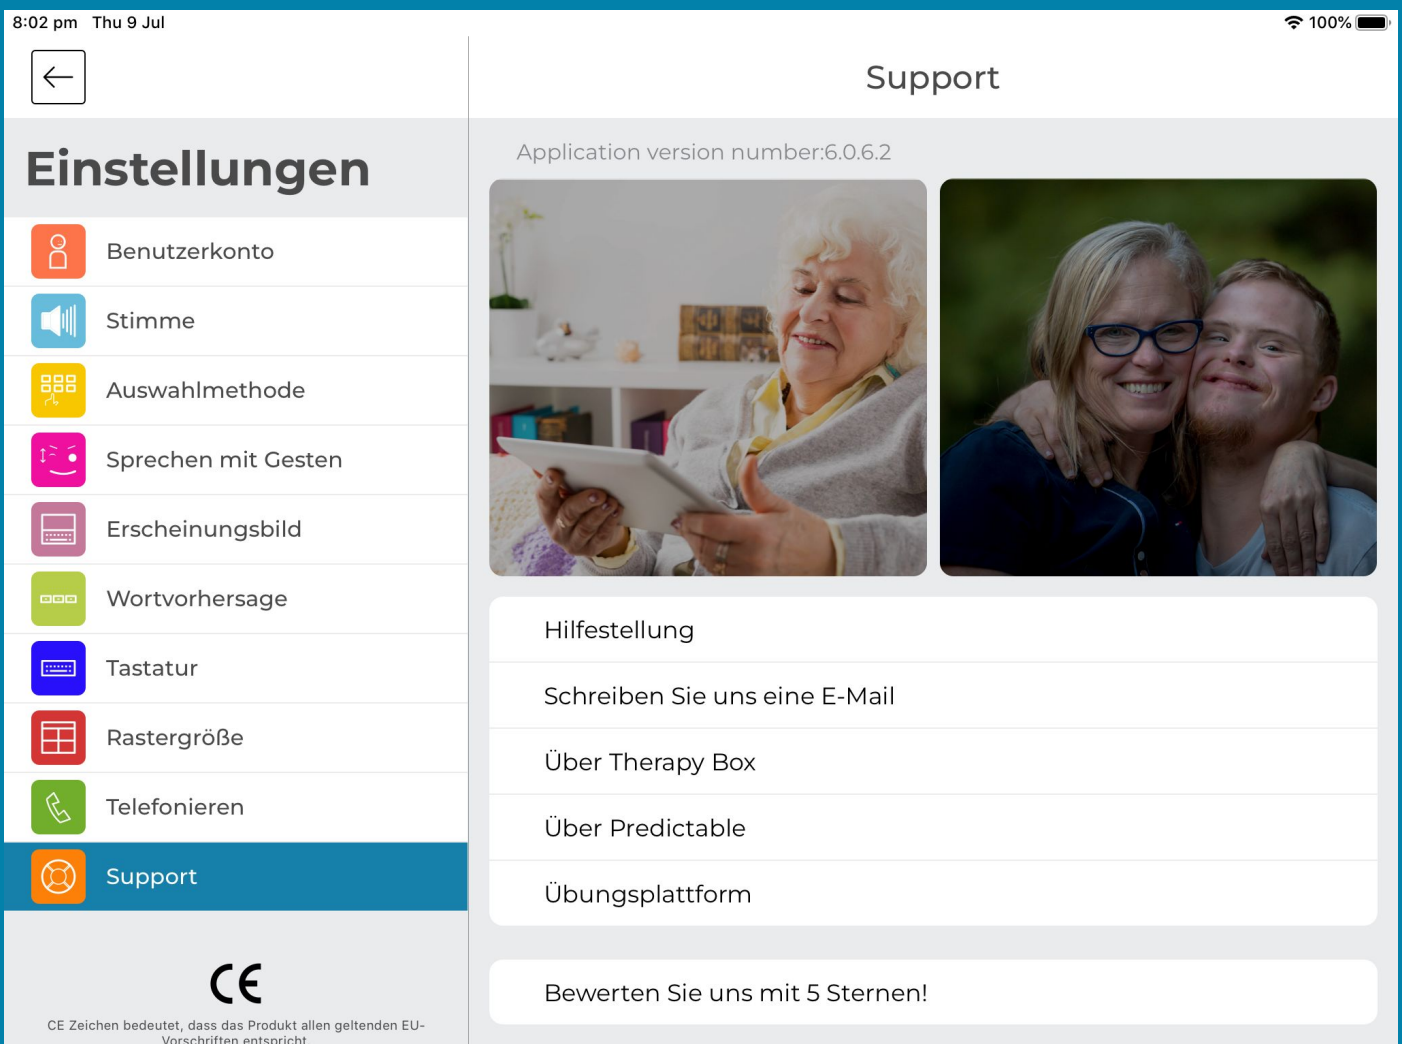 8:02 pm Thu 9 Jul
100%
Support
Einstellungen
Benutzerkonto
Stimme
Auswahlmethode
Sprechen mit Gesten
Erscheinungsbild
Wortvorhersage
Tastatur
Rastergröße
Telefonieren
Support
CE
CE Zeichen bedeutet, dass das Produkt allen geltenden EU-
Vorschriften entspricht.
Application version number:6.0.6.2
Hilfestellung
Schreiben Sie uns eine E-Mail
Über Therapy Box
Über Predictable
Übungsplattform
Bewerten Sie uns mit 5 Sternen!